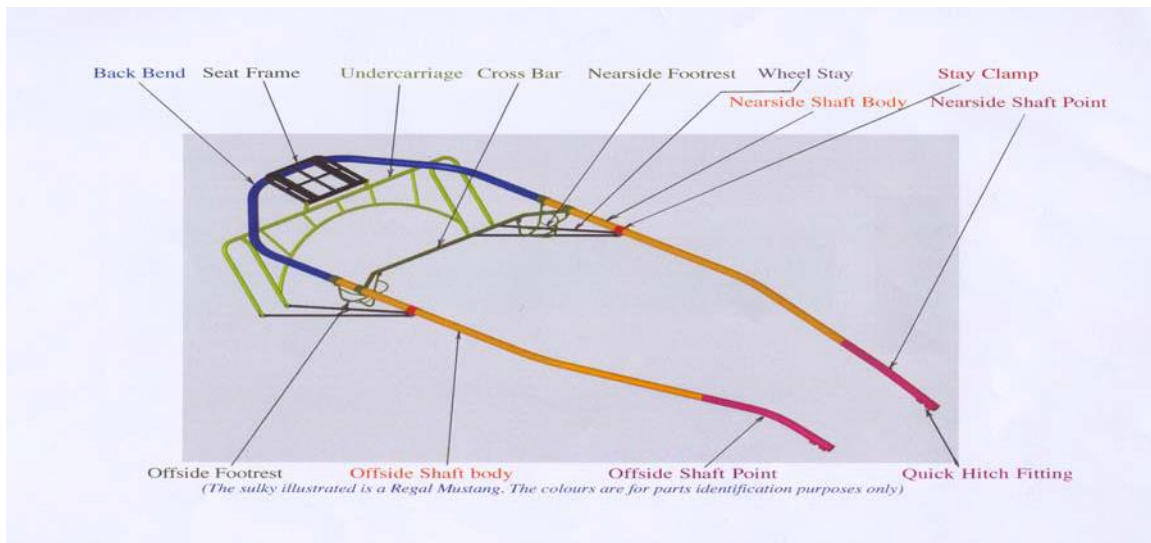 Back Bend Seat Frame Undercarriage Cross Bar Nearside Footrest Wheel Stay Stay Clamp
Nearside Shaft Body Nearside Shaft Point
Offside Footrest Offside Shaft body Offside Shaft Point Quick Hitch Fitting
(The sulky illustrated is a Regal Mustang. The colours are for parts identification purposes only)